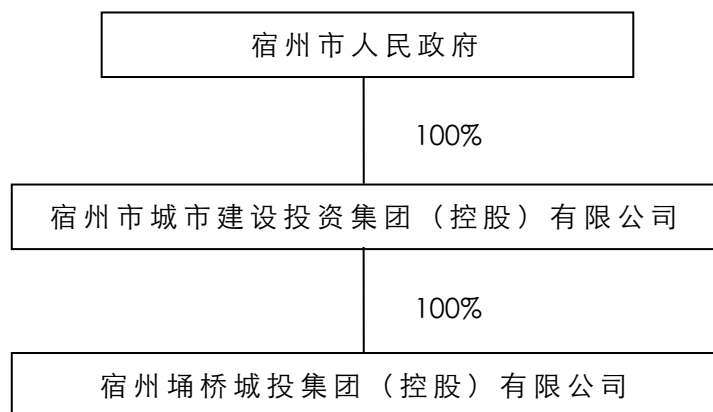 宿州市人民政府
100%
宿州市城市建设投资集团（控股）有限公司
100%
宿州埇桥城投集团（控股）有限公司